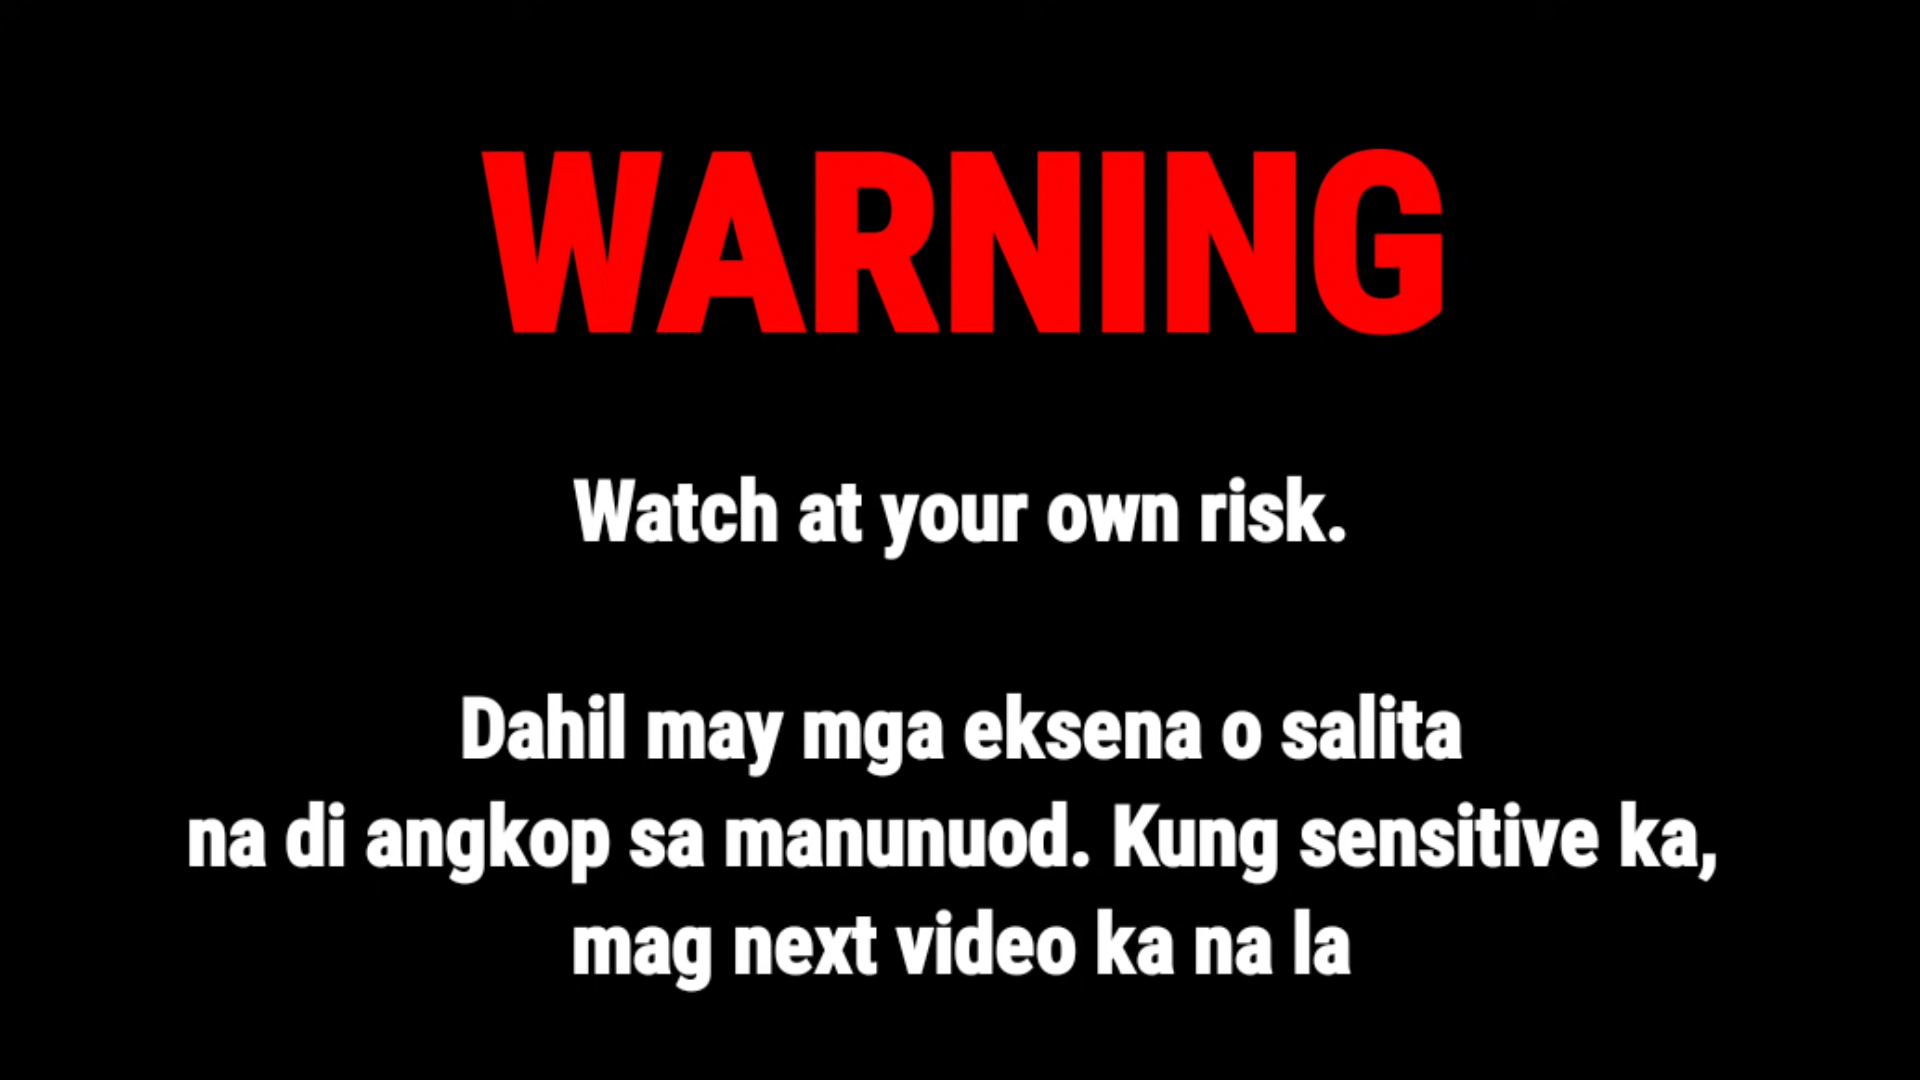 WARNING
Watch at your own risk.
Dahil may mga eksena o salita
na di angkop sa manunuod. Kung sensitive ka,
mag next video ka na la